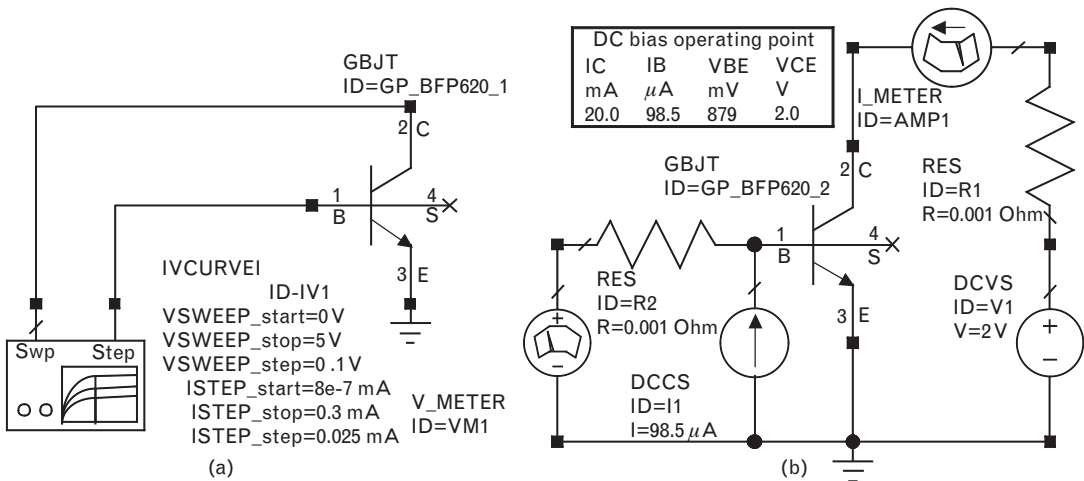 GBJT
ID=GP_BFP620_1
2 C
1
B
4
S
3 E
IVCURVEI
ID-IV1
VSWEEP_start=0 V
VSWEEP_stop=5 V
VSWEEP_step=0.1 V
ISTEP_start=8e-7 mA
ISTEP_stop=0.3 mA
ISTEP_step=0.025 mA
Swp Step
(a)
DC bias operating point
IC IB VBE VCE
mA μA mV V
20.0 98.5 879 2.0
I_METER
ID=AMP1
GBJT
ID=GP_BFP620_2
2 C
1
B
4
S
3 E
RES
ID=R1
R=0.001 Ohm
RES
ID=R2
R=0.001 Ohm
DCVS
ID=V1
V=2 V
+
−
+
−
DCCS
ID=I1
I=98.5 μA
V_METER
ID=VM1
(b)